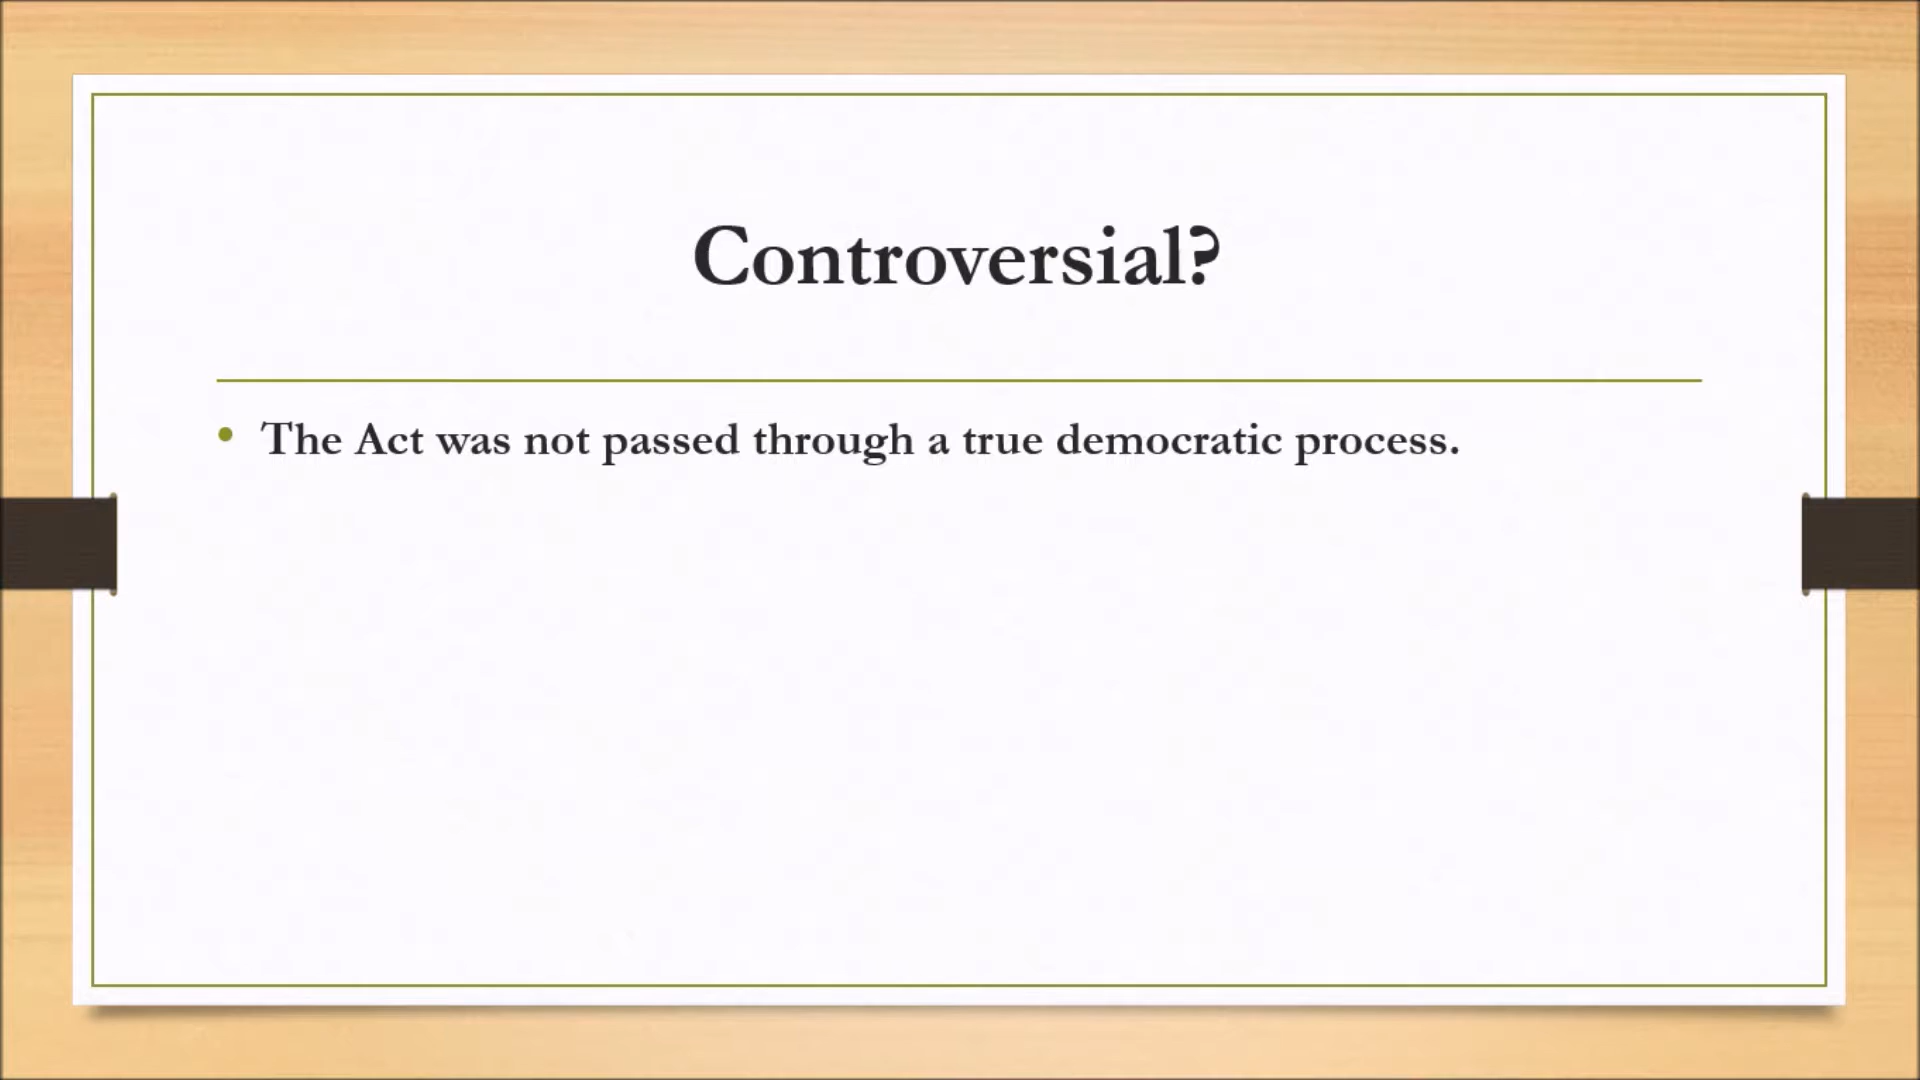 Controversial?
• The Act was not passed through a true democratic process.